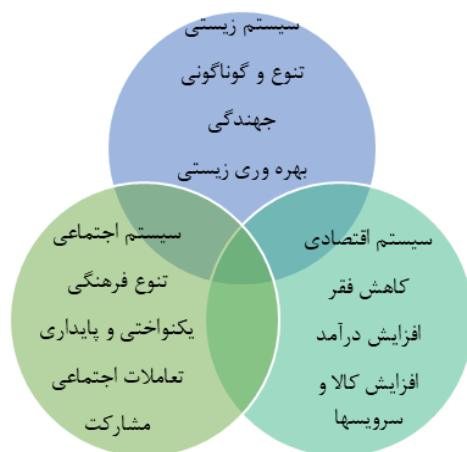 سیستم زیستی
تنوع و گوناگونی
جهندگی
بهره وری زیستی
سیستم اقتصادی
کاهش فقر
افزایش درآمد
افزایش کالا و
سرویسها
سیستم اجتماعی
تنوع فرهنگی
یکنواختی و پایداری
تعاملات اجتماعی
مشارکت